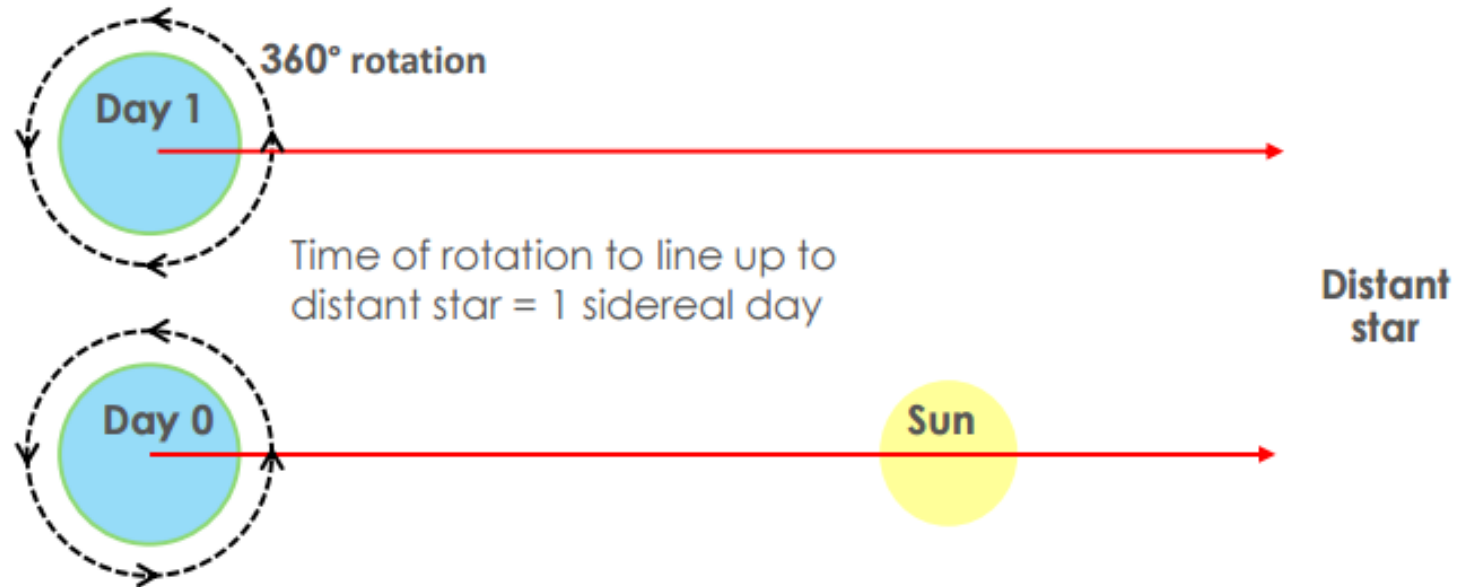 360° rotation
Day 1
Time of rotation to line up to
distant star = 1 sidereal day
Distant
star
Day 0
Sun